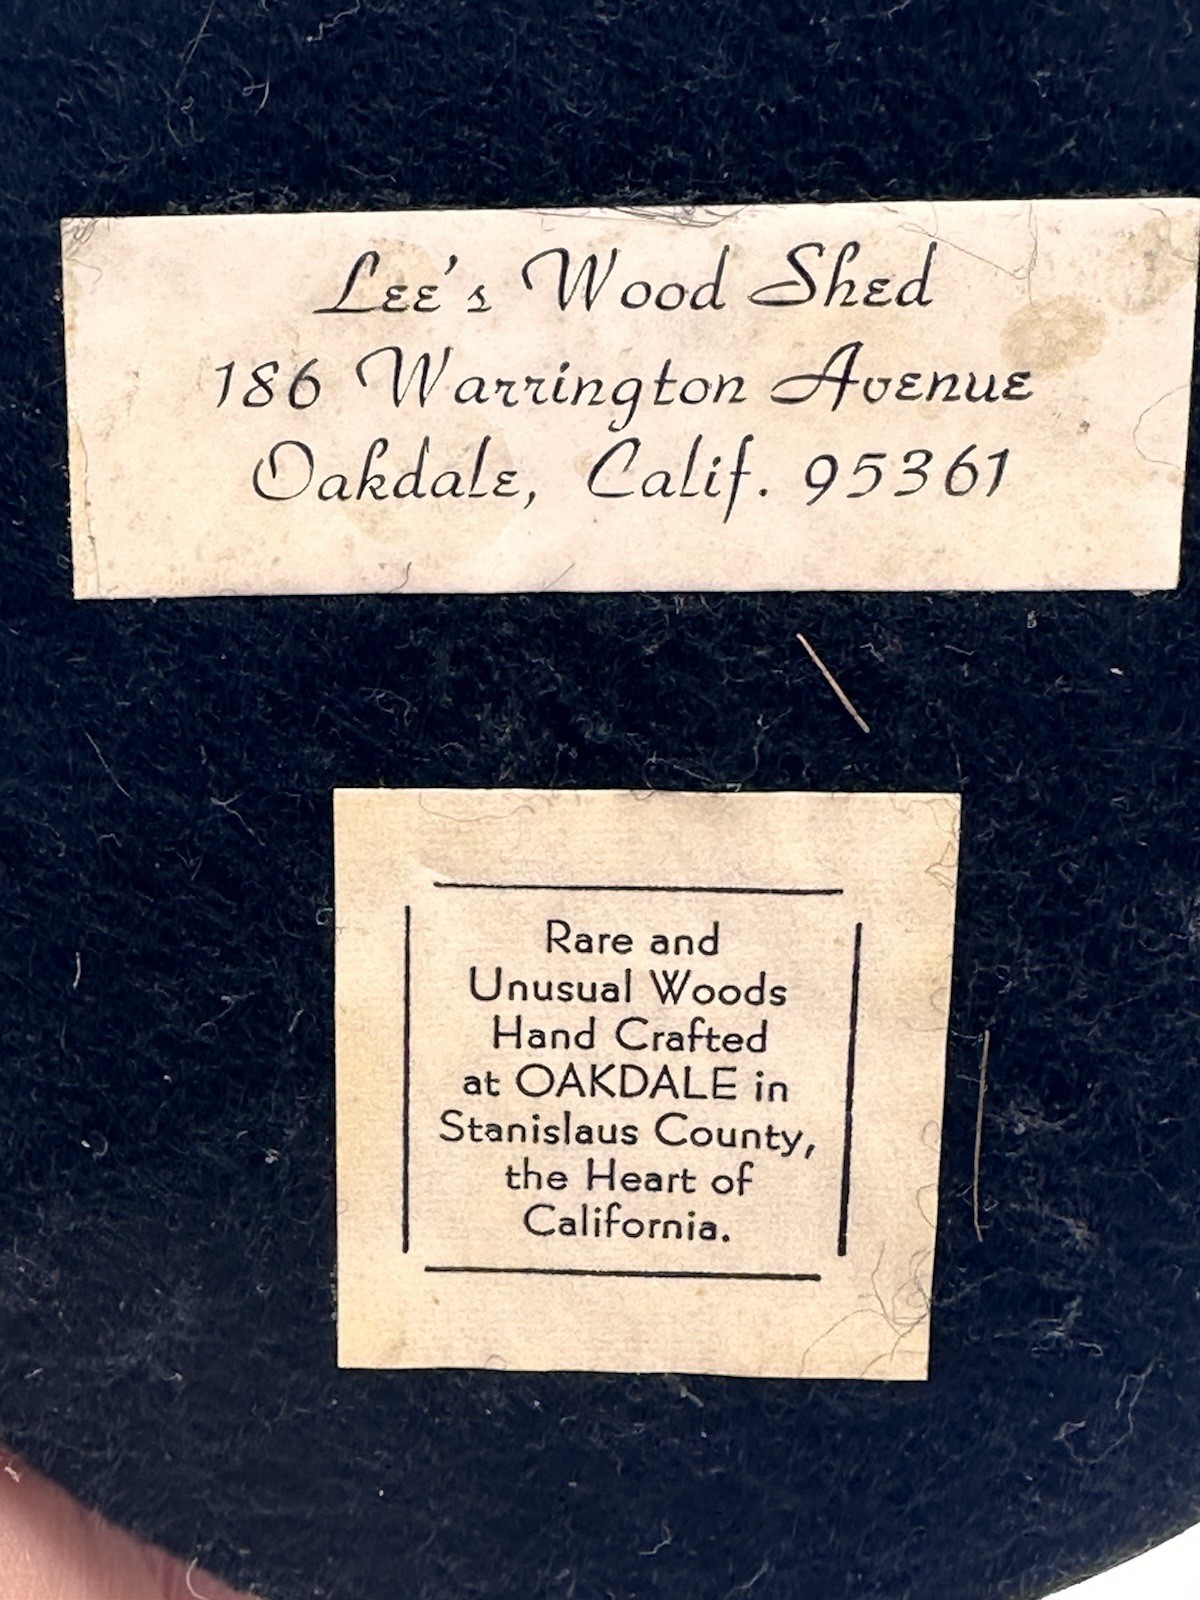 Lee's Wood Shed
186 Warrington Avenue
Oakdale, Calif. 95361
Rare and
Unusual Woods
Hand Crafted
at OAKDALE in
Stanislaus County,
the Heart of
California.